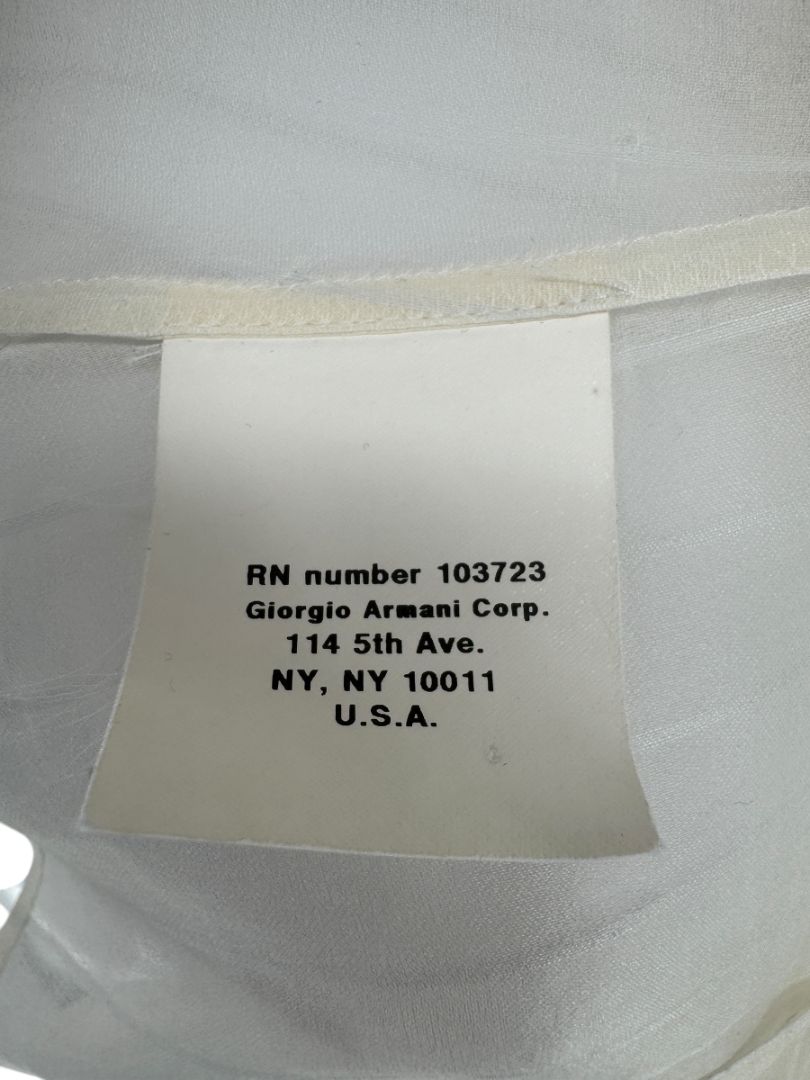 RN number 103723
Giorgio Armani Corp.
114 5th Ave.
NY, NY 10011
U.S.A.